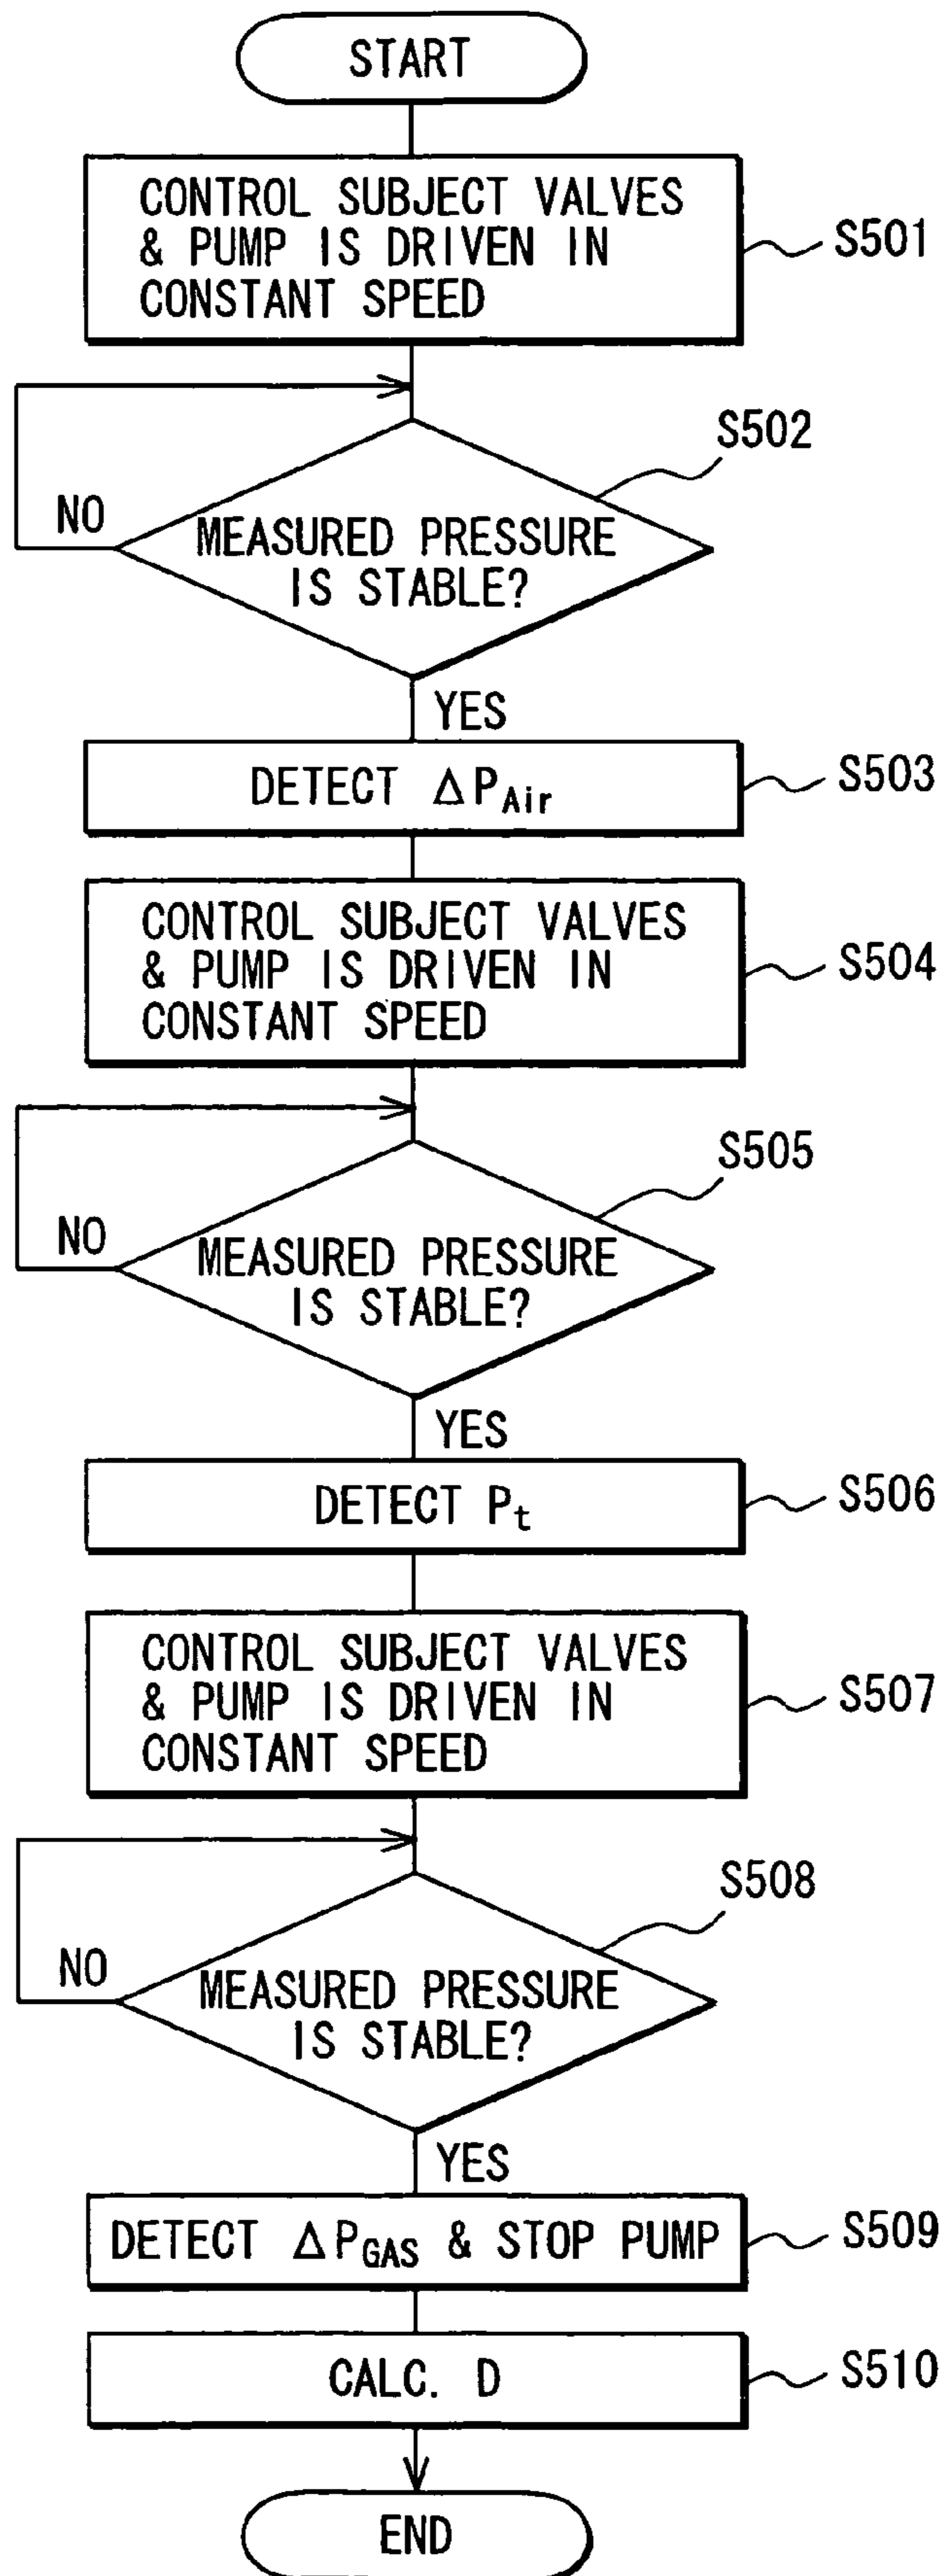 START
CONTROL SUBJECT VALVES
& PUMP IS DRIVEN IN
CONSTANT SPEED
S501
S502
NO
MEASURED PRESSURE
IS STABLE?
YES
DETECT ΔPAir
S503
CONTROL SUBJECT VALVES
& PUMP IS DRIVEN IN
CONSTANT SPEED
S504
S505
NO
MEASURED PRESSURE
IS STABLE?
YES
DETECT Pt
S506
CONTROL SUBJECT VALVES
& PUMP IS DRIVEN IN
CONSTANT SPEED
S507
S508
NO
MEASURED PRESSURE
IS STABLE?
YES
DETECT ΔPGAS & STOP PUMP
S509
CALC. D
S510
END